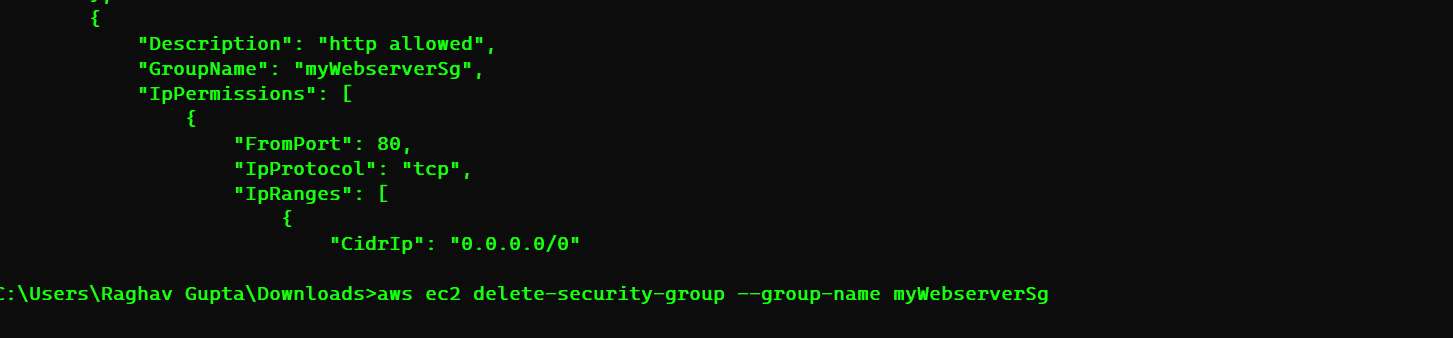 {
"Description": "http allowed",
"GroupName": "myWebserverSg",
"IpPermissions": [
{
"FromPort": 80,
"IpProtocol": "tcp",
"IpRanges": [
{
"CidrIp": "0.0.0.0/0"
C:\Users\Raghav Gupta\Downloads>aws ec2 delete-security-group --group-name myWebserverSg